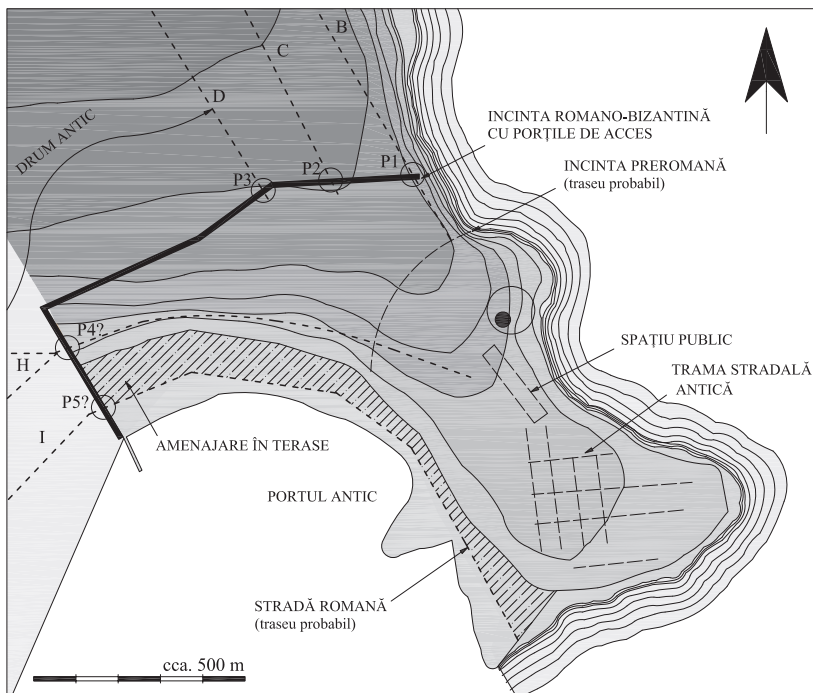 B
C
D
DRUM ANTIC
INCINTA ROMANO-BIZANTINĂ
CU PORȚILE DE ACCES
P1
P2
P3
INCINTA PREROMANĂ
(traseu probabil)
SPAȚIU PUBLIC
TRAMA STRADALĂ
ANTICĂ
P4?
H
P5?
I
AMENAJARE ÎN TERASE
PORTUL ANTIC
STRADĂ ROMANĂ
(traseu probabil)
cca. 500 m